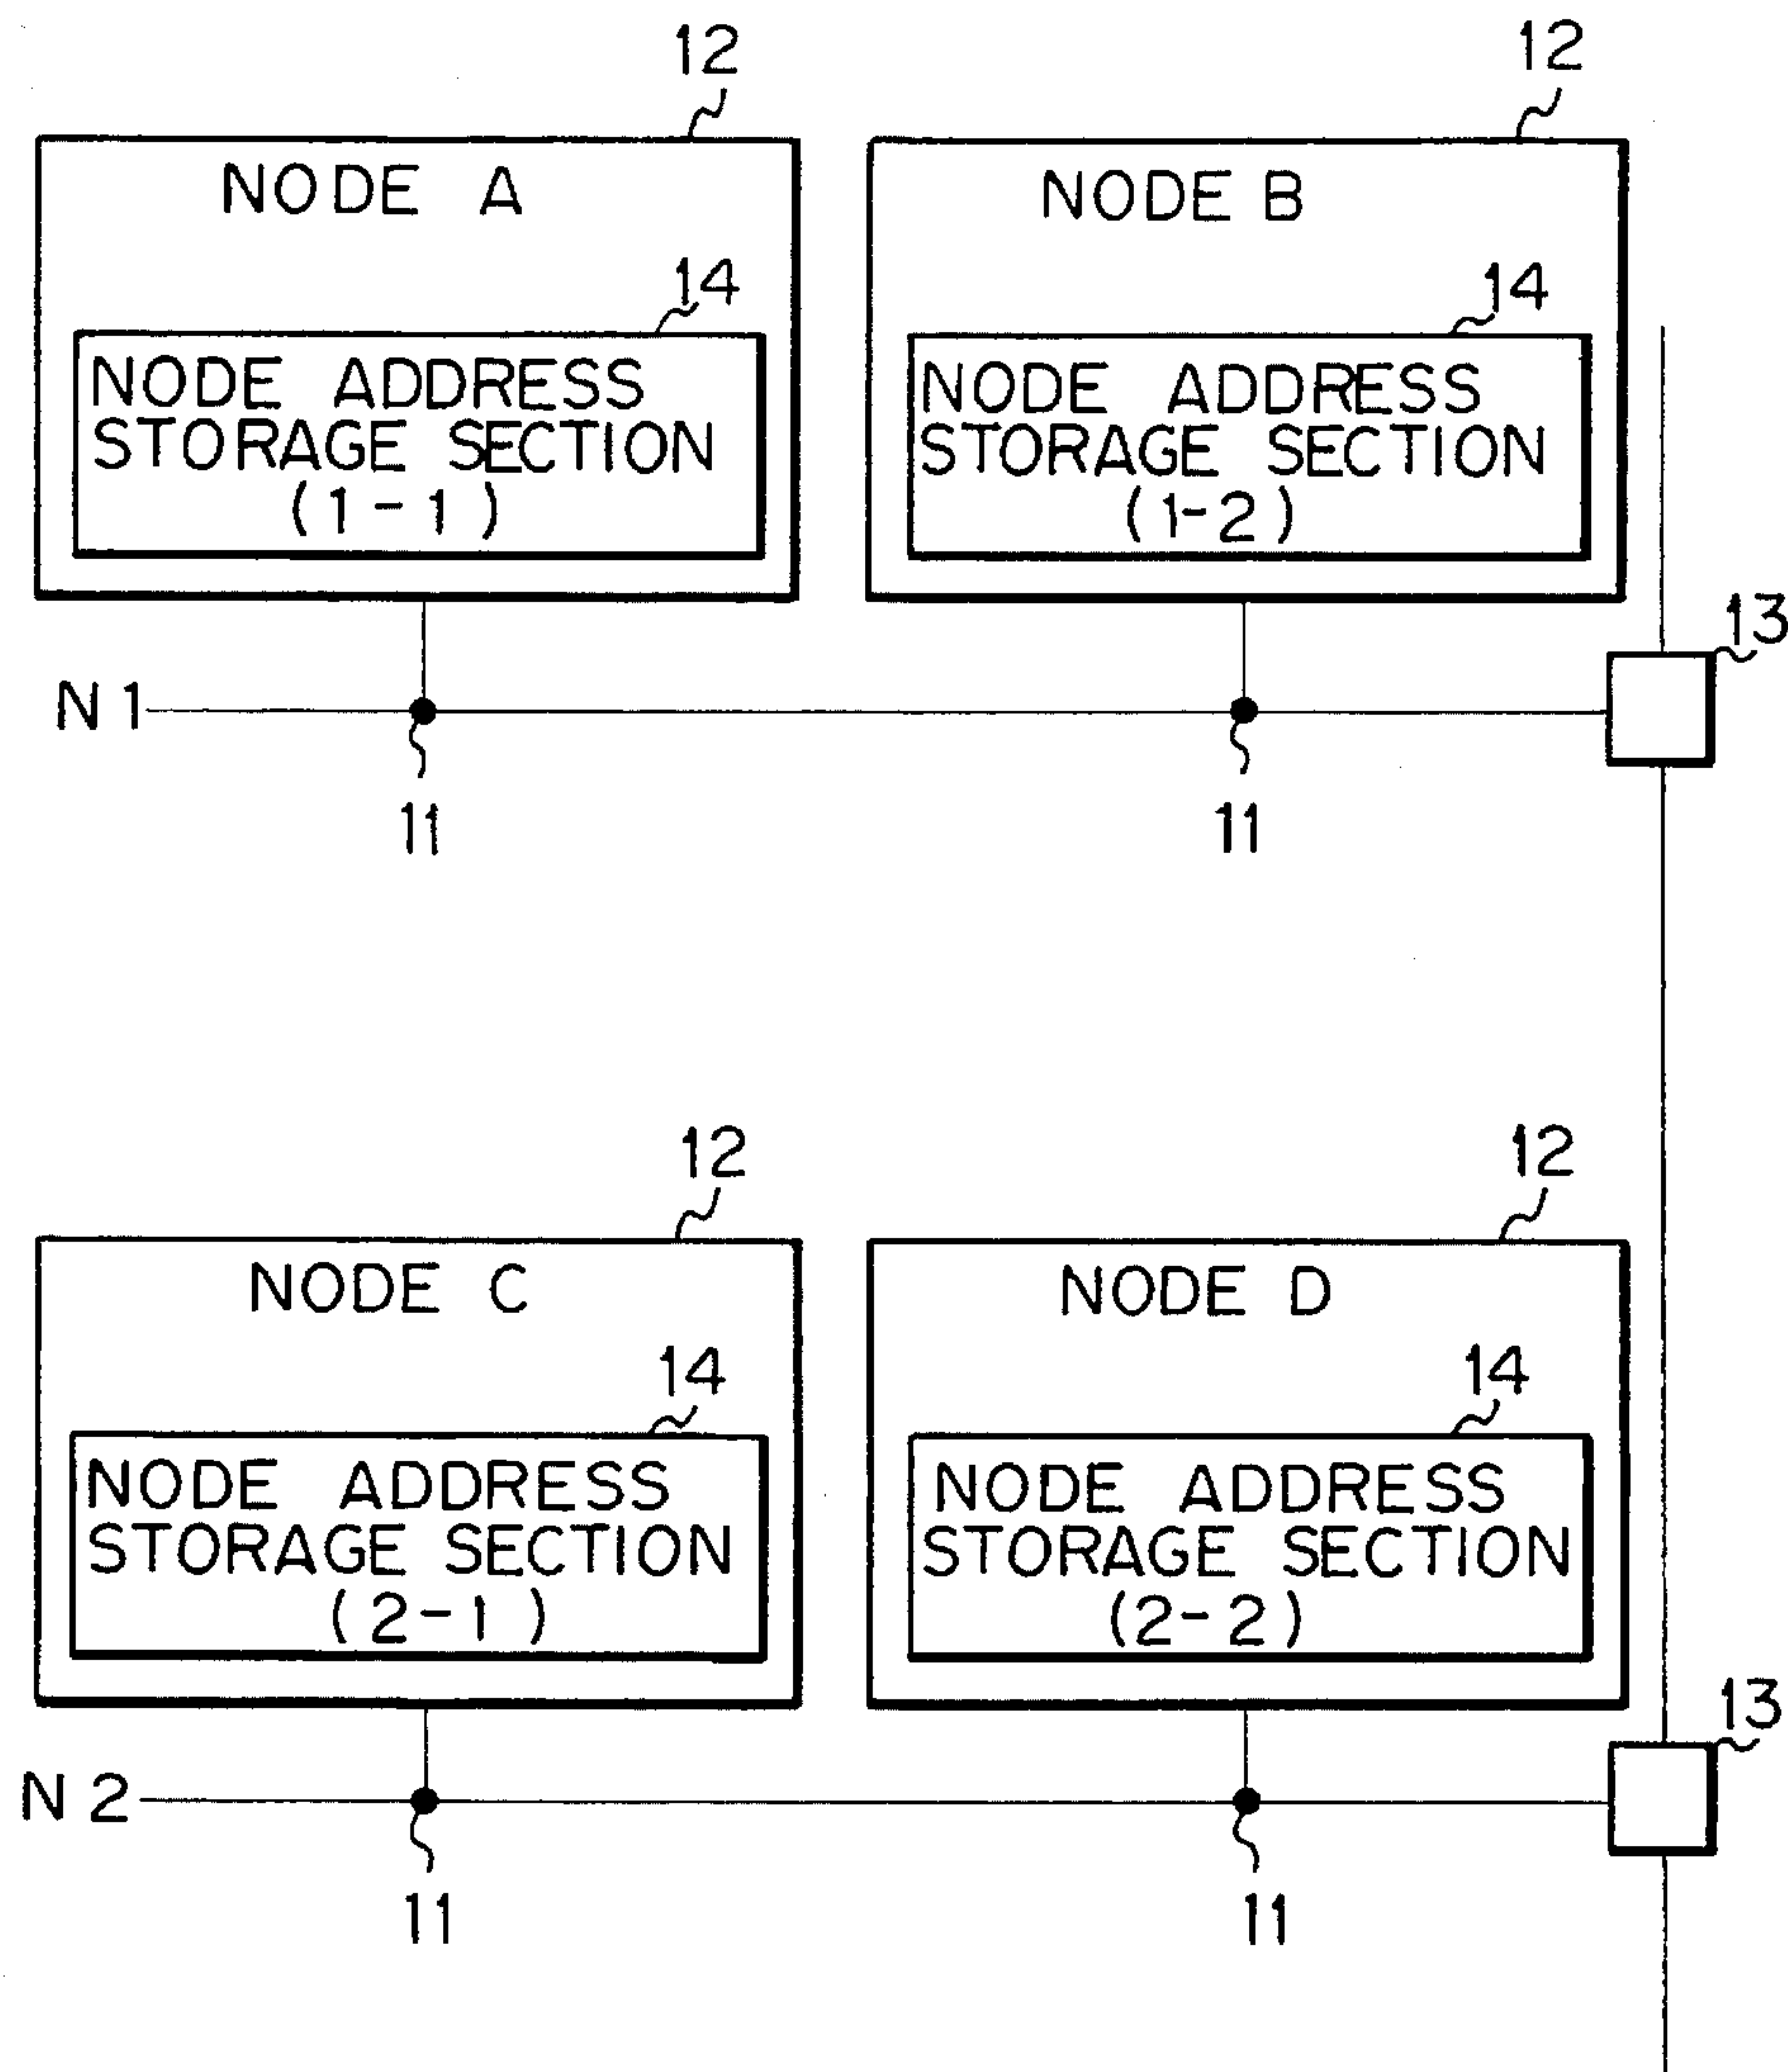 12
12
NODE A
NODE B
14
14
NODE ADDRESS
STORAGE SECTION
(1-1)
NODE ADDRESS
STORAGE SECTION
(1-2)
13
N1
11
11
12
12
NODE C
NODE D
14
14
NODE ADDRESS
STORAGE SECTION
(2-1)
NODE ADDRESS
STORAGE SECTION
(2-2)
13
N2
11
11